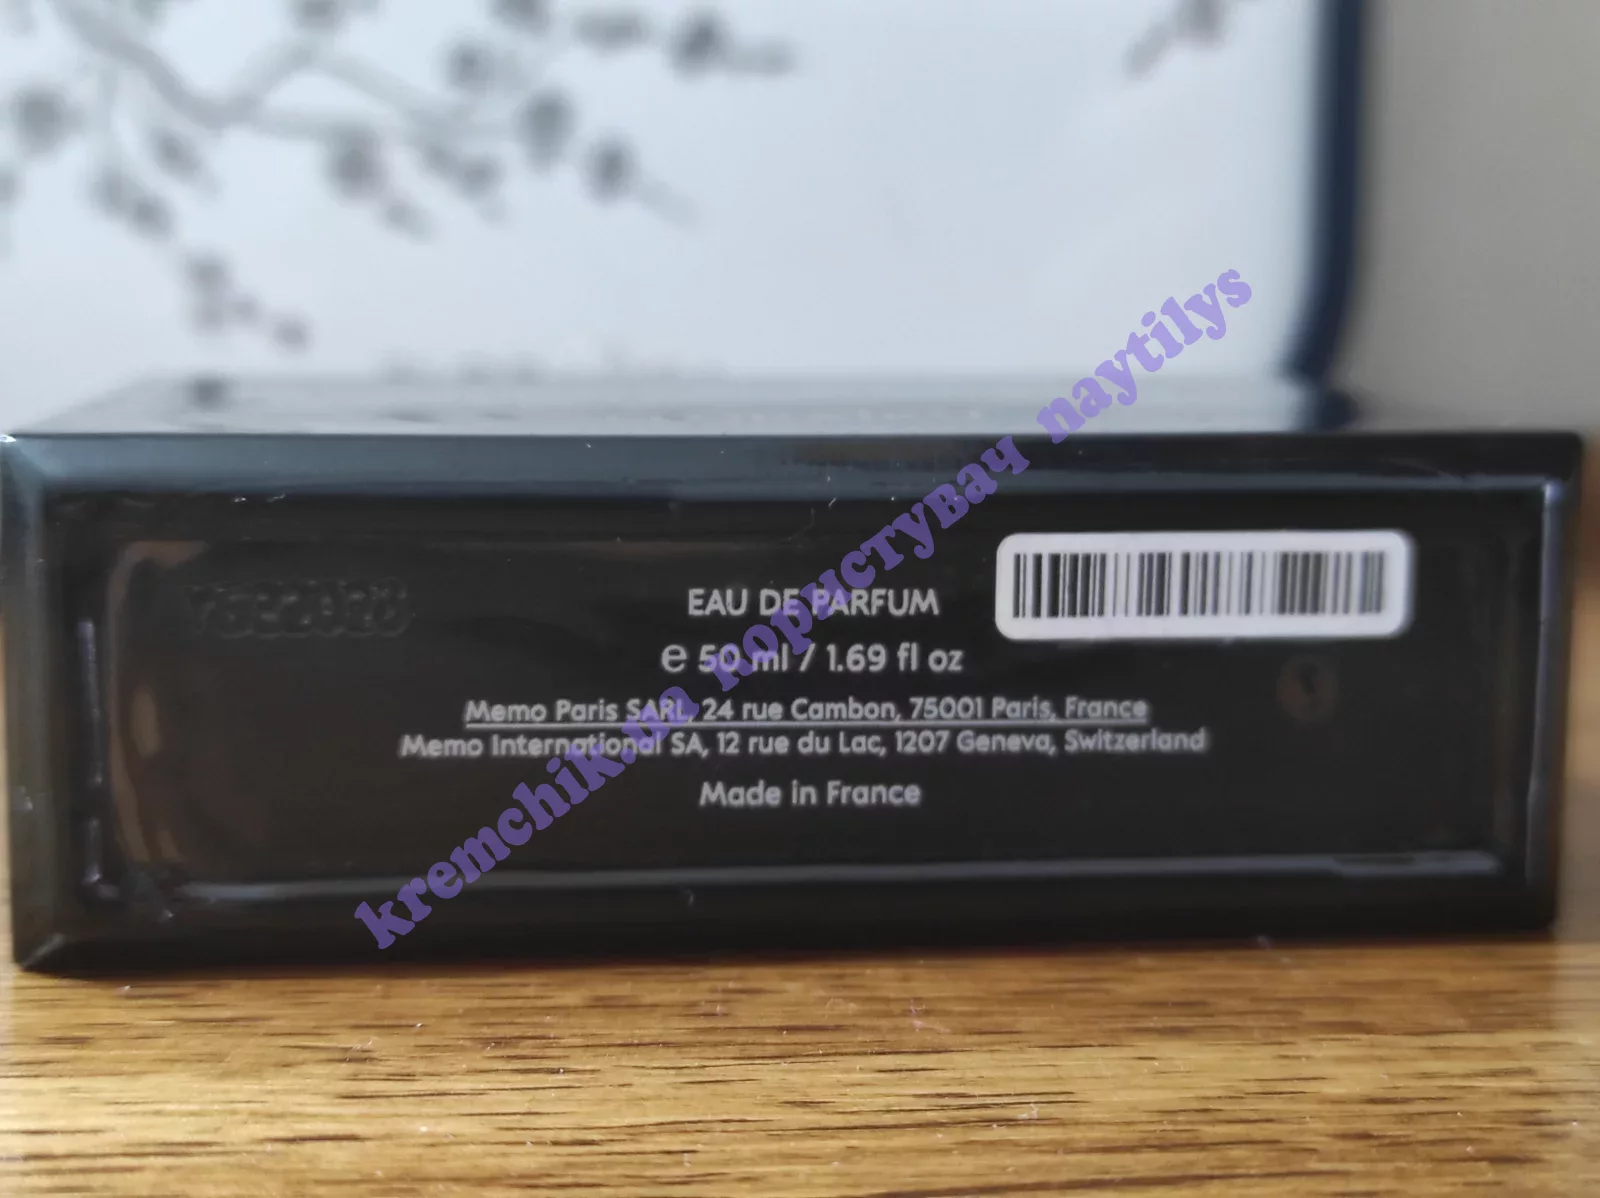 EAU DE PARFUM
e 50 ml / 1.69 fl oz
Memo Paris SARL, 24 rue Cambon, 75001 Paris, France
Memo International SA, 12 rue du Lac, 1207 Geneva, Switzerland
Made in France
kremchik.ua користувач naytilys